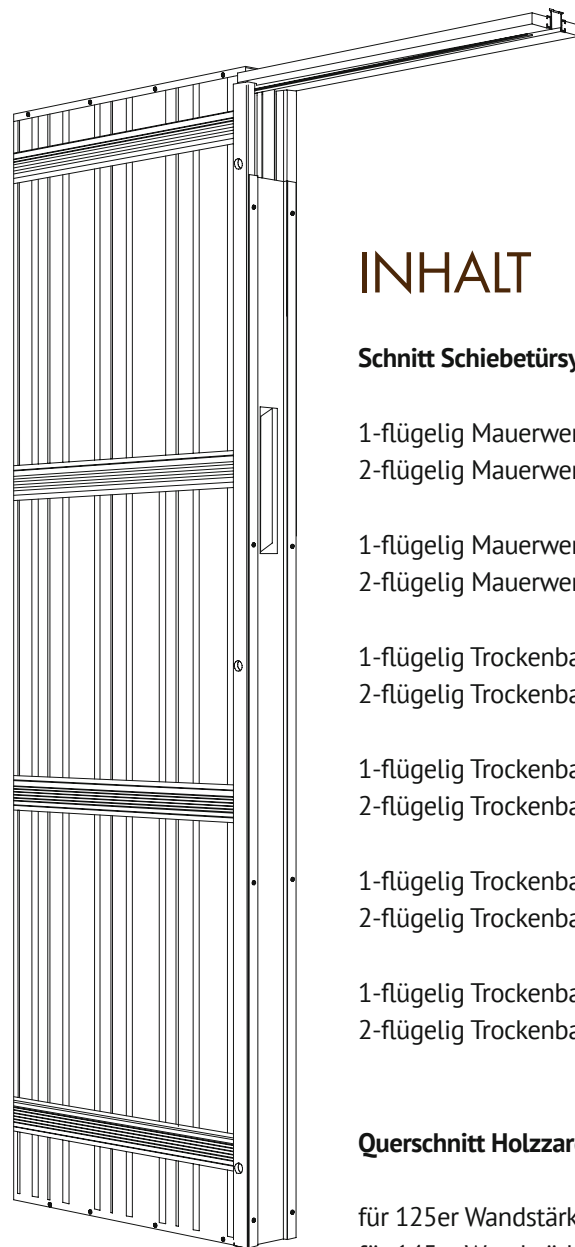 INHALT
Schnitt Schiebetürsy
1-flügelig Mauerwer
2-flügelig Mauerwer
1-flügelig Mauerwer
2-flügelig Mauerwer
1-flügelig Trockenba
2-flügelig Trockenba
1-flügelig Trockenba
2-flügelig Trockenba
1-flügelig Trockenba
2-flügelig Trockenba
1-flügelig Trockenba
2-flügelig Trockenba
Querschnitt Holzzar
für 125er Wandstärk